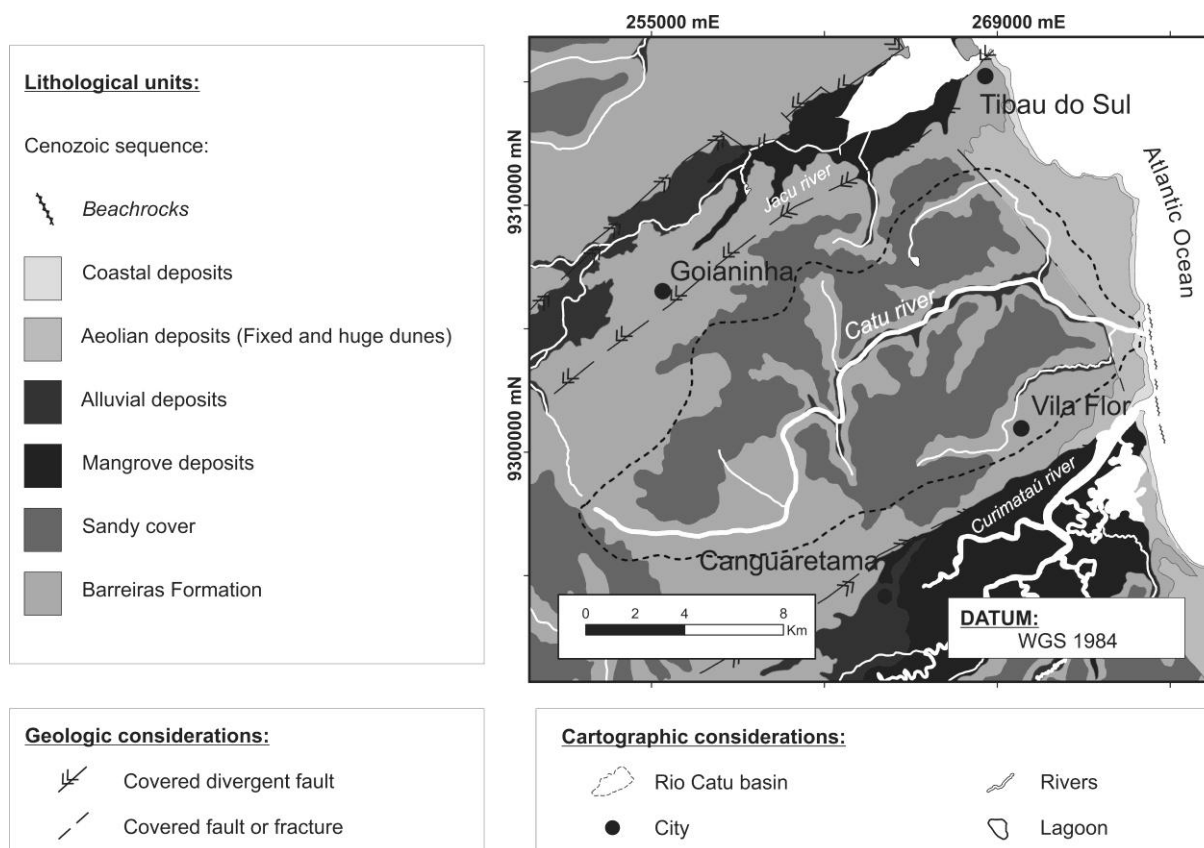 Lithological units:
Cenozoic sequence:
Beachrocks
Coastal deposits
Aeolian deposits (Fixed and huge dunes)
Alluvial deposits
Mangrove deposits
Sandy cover
Barreiras Formation
255000 mE
269000 mE
9310000 mN
930000 mN
Tibau do Sul
Atlantic Ocean
Jacu river
Goianinha
Catu river
Vila Flor
Curimataú river
Canguaretama
0 2 4 8
Km
DATUM:
WGS 1984
Geologic considerations:
Covered divergent fault
Covered fault or fracture
Cartographic considerations:
Rio Catu basin
Rivers
City
Lagoon